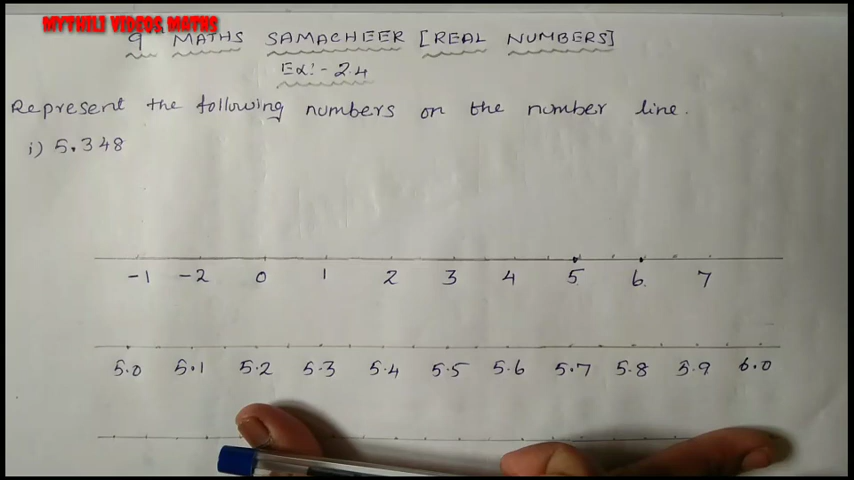 MYTHILI VIDEOS MATHS
9th MATHS SAMACHEER [REAL NUMBERS]
Ex:- 2.4
Represent the following numbers on the number line.
i) 5.348
-1 -2 0 1 2 3 4 5 6 7
5.0 5.1 5.2 5.3 5.4 5.5 5.6 5.7 5.8 5.9 6.0